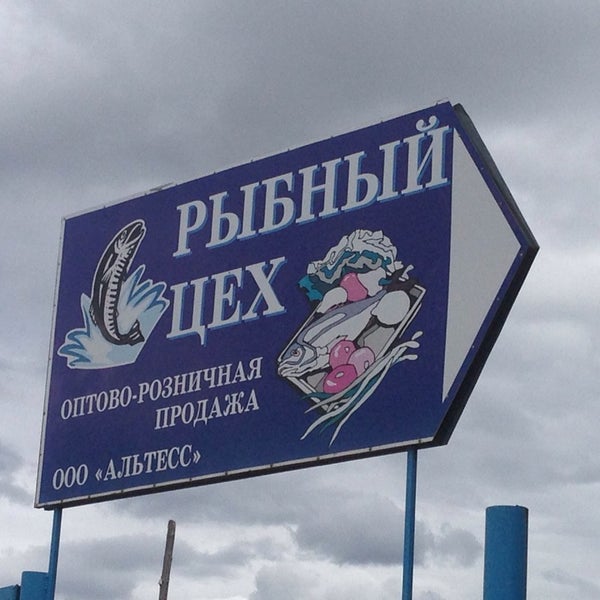 РЫБНЫЙ
ЦЕХ
ОПТОВО-РОЗНИЧНАЯ
ПРОДАЖА
ООО «АЛЬТЕСС»